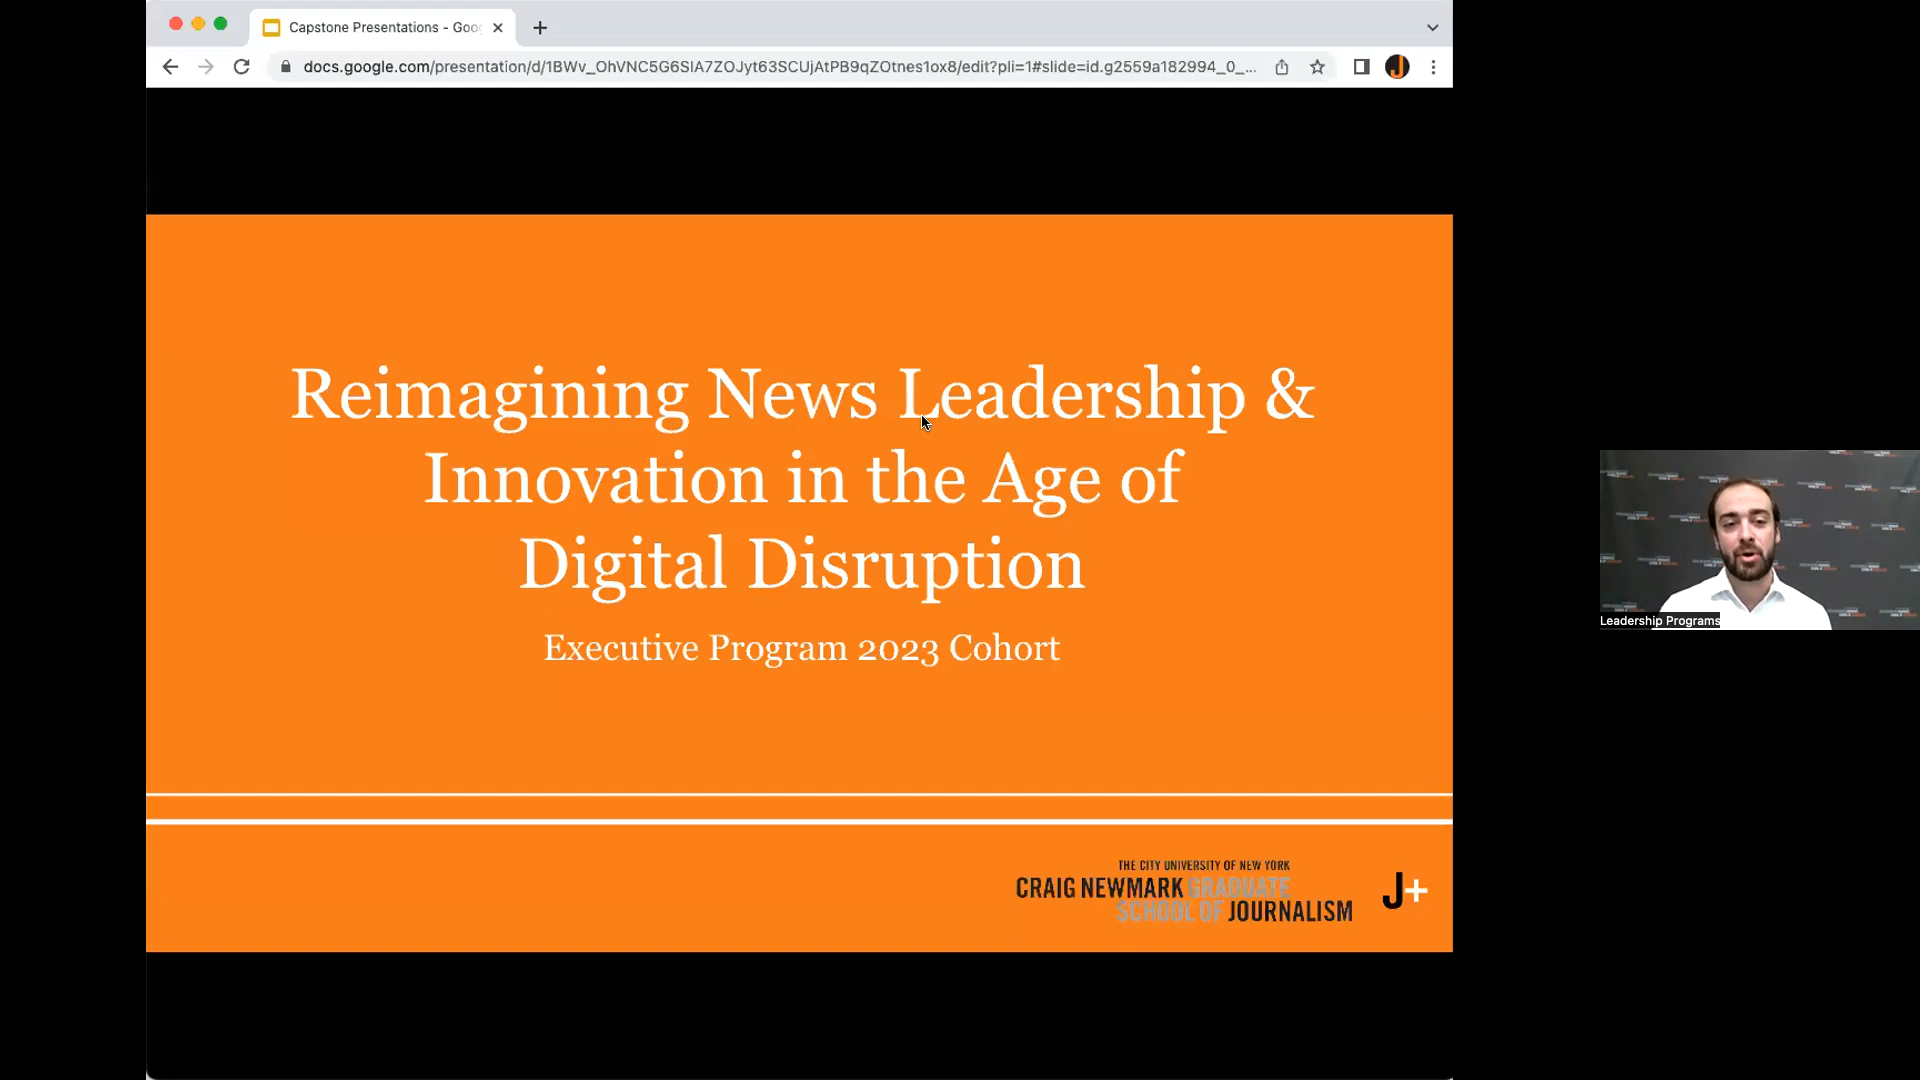 Capstone Presentations - Goo
docs.google.com/presentation/d/1BWv_OhVNC5G6SIA7ZOJyt63SCUjAtPB9qZOtnes1ox8/edit?pli=1#slide=id.g2559a182994_0_...
J
Reimagining News Leadership &
Innovation in the Age of
Digital Disruption
Executive Program 2023 Cohort
THE CITY UNIVERSITY OF NEW YORK
CRAIG NEWMARK GRADUATE
SCHOOL OF JOURNALISM
J+
Leadership Programs